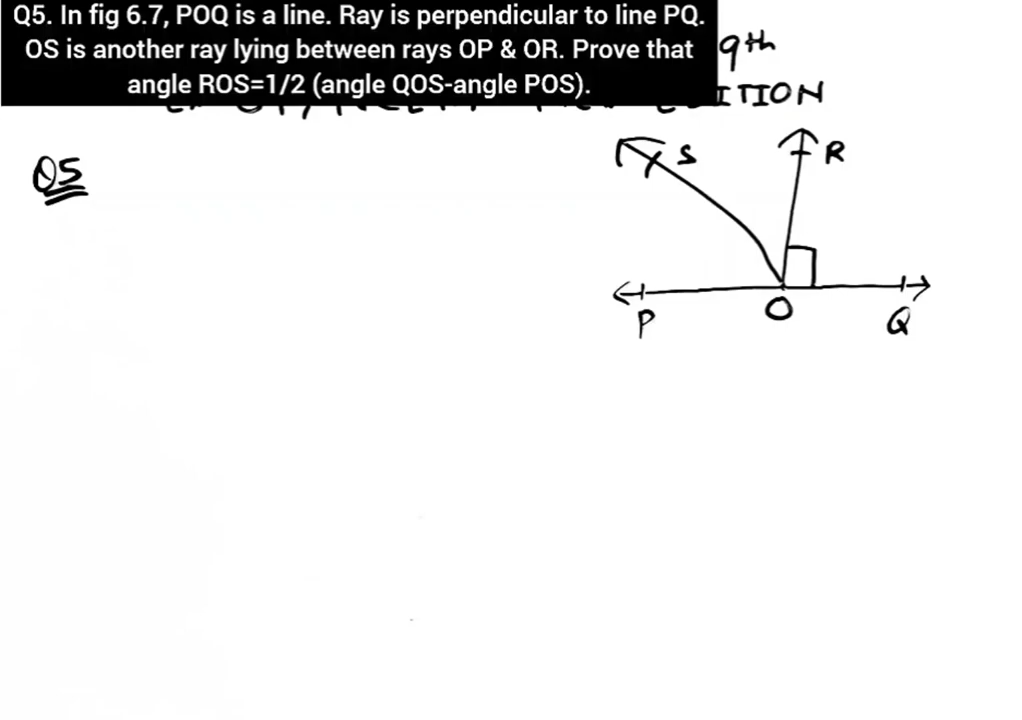 Q5. In fig 6.7, POQ is a line. Ray is perpendicular to line PQ.
OS is another ray lying between rays OP & OR. Prove that
angle ROS=1/2 (angle QOS-angle POS).
9th
ITION
Q5
S
R
P
O
Q